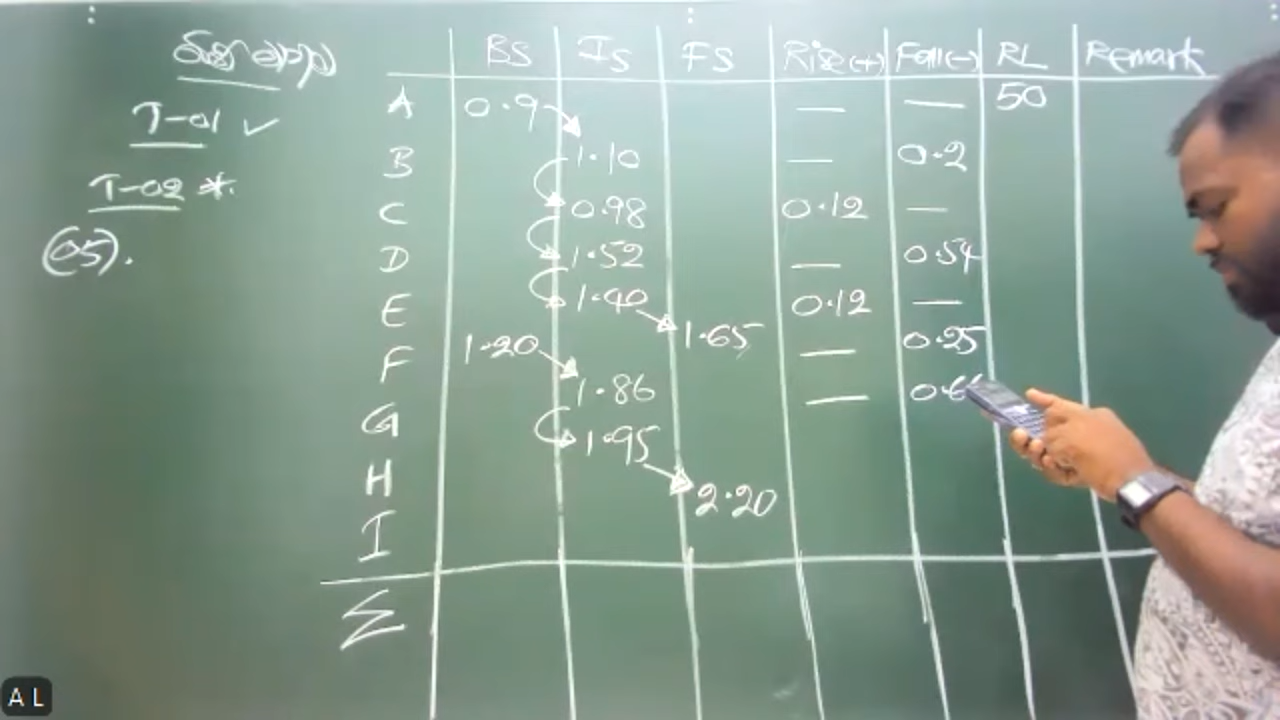 BS IS FS Rise(+) Fall(-) RL Remark
T-01 ✓
T-02 *
(05).
A 0.9 — — 50
B 1.10 — 0.2
C 0.98 0.12 —
D 1.52 — 0.54
E 1.40 0.12 —
F 1.20 1.65 — 0.25
G 1.86 —
H 1.95
I 2.20
Σ
A L